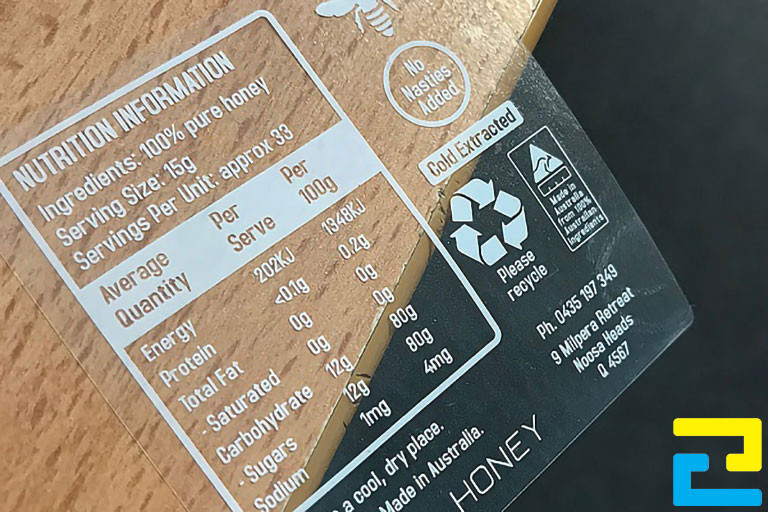 NUTRITION INFORMATION
Ingredients: 100% pure honey
Serving Size: 15g
Servings Per Unit: approx 33
Average Quantity Per Serve Per 100g
Energy 202KJ 1348KJ
Protein <0.1g 0.2g
Total Fat 0g 0g
- Saturated 0g 0g
Carbohydrate 12g 80g
- Sugars 12g 80g
Sodium 1mg 4mg
No
Nasties
Added
Cold Extracted
Please
recycle
Made in
Australia
from 100%
Australian
ingredients
Ph. 0435 197 349
9 Milpera Retreat
Noosa Heads
Q 4567
a cool, dry place.
Made in Australia.
HONEY